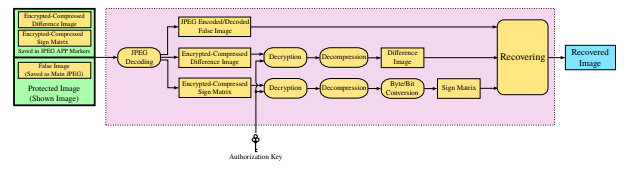 Encrypted-Compressed
Difference Image
Encrypted-Compressed
Sign Matrix
Saved in JPEG APP Markers
False Image
(Saved as Main JPEG)
Protected Image
(Shown Image)
JPEG
Decoding
JPEG Encoded/Decoded
False Image
Encrypted-Compressed
Difference Image
Encrypted-Compressed
Sign Matrix
Decryption
Decompression
Difference
Image
Decryption
Decompression
Byte/Bit
Conversion
Sign Matrix
Recovering
Recovered
Image
Authorization Key